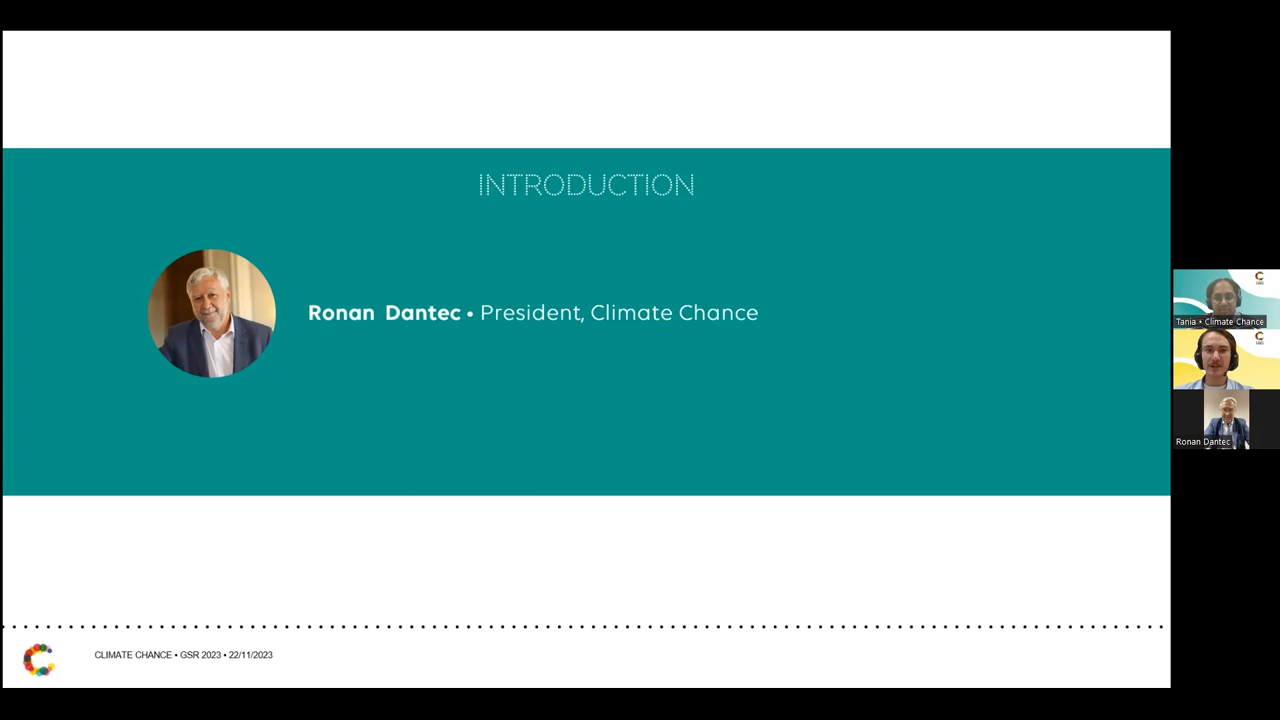 INTRODUCTION
Ronan Dantec • President, Climate Chance
Tania • Climate Chance
Ronan Dantec
CLIMATE CHANCE • GSR 2023 • 22/11/2023